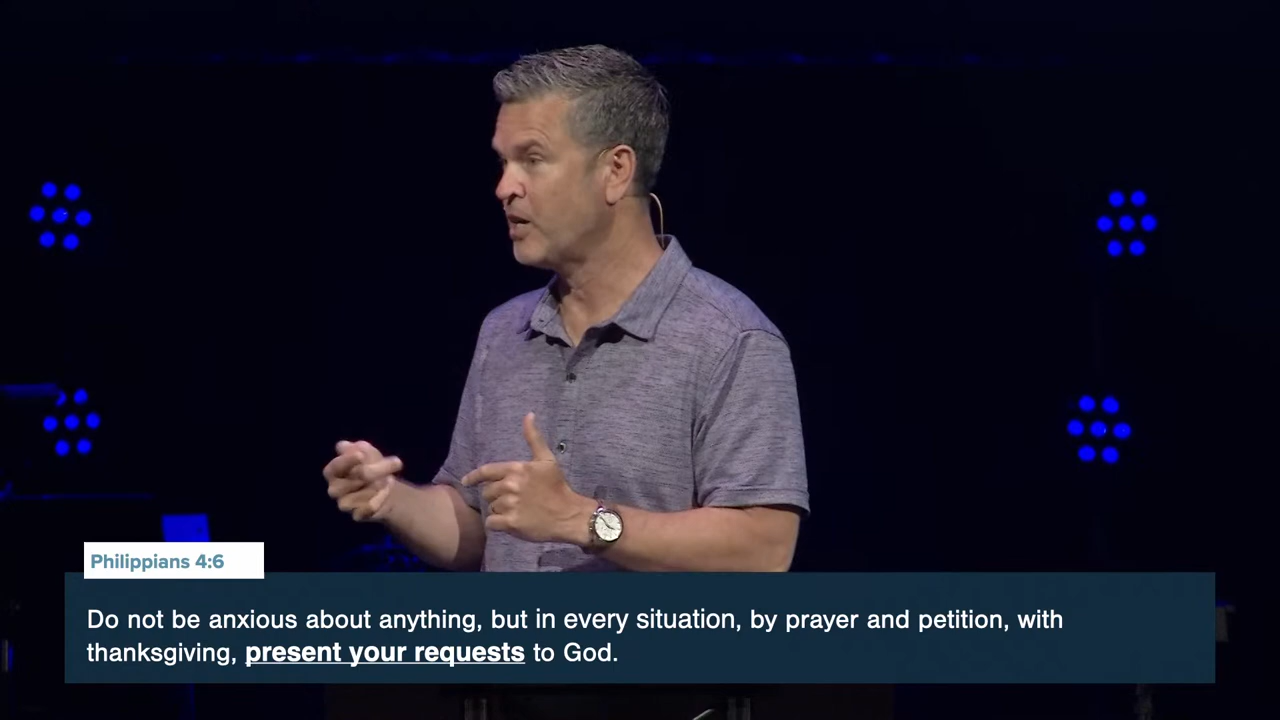 Philippians 4:6
Do not be anxious about anything, but in every situation, by prayer and petition, with
thanksgiving, present your requests to God.